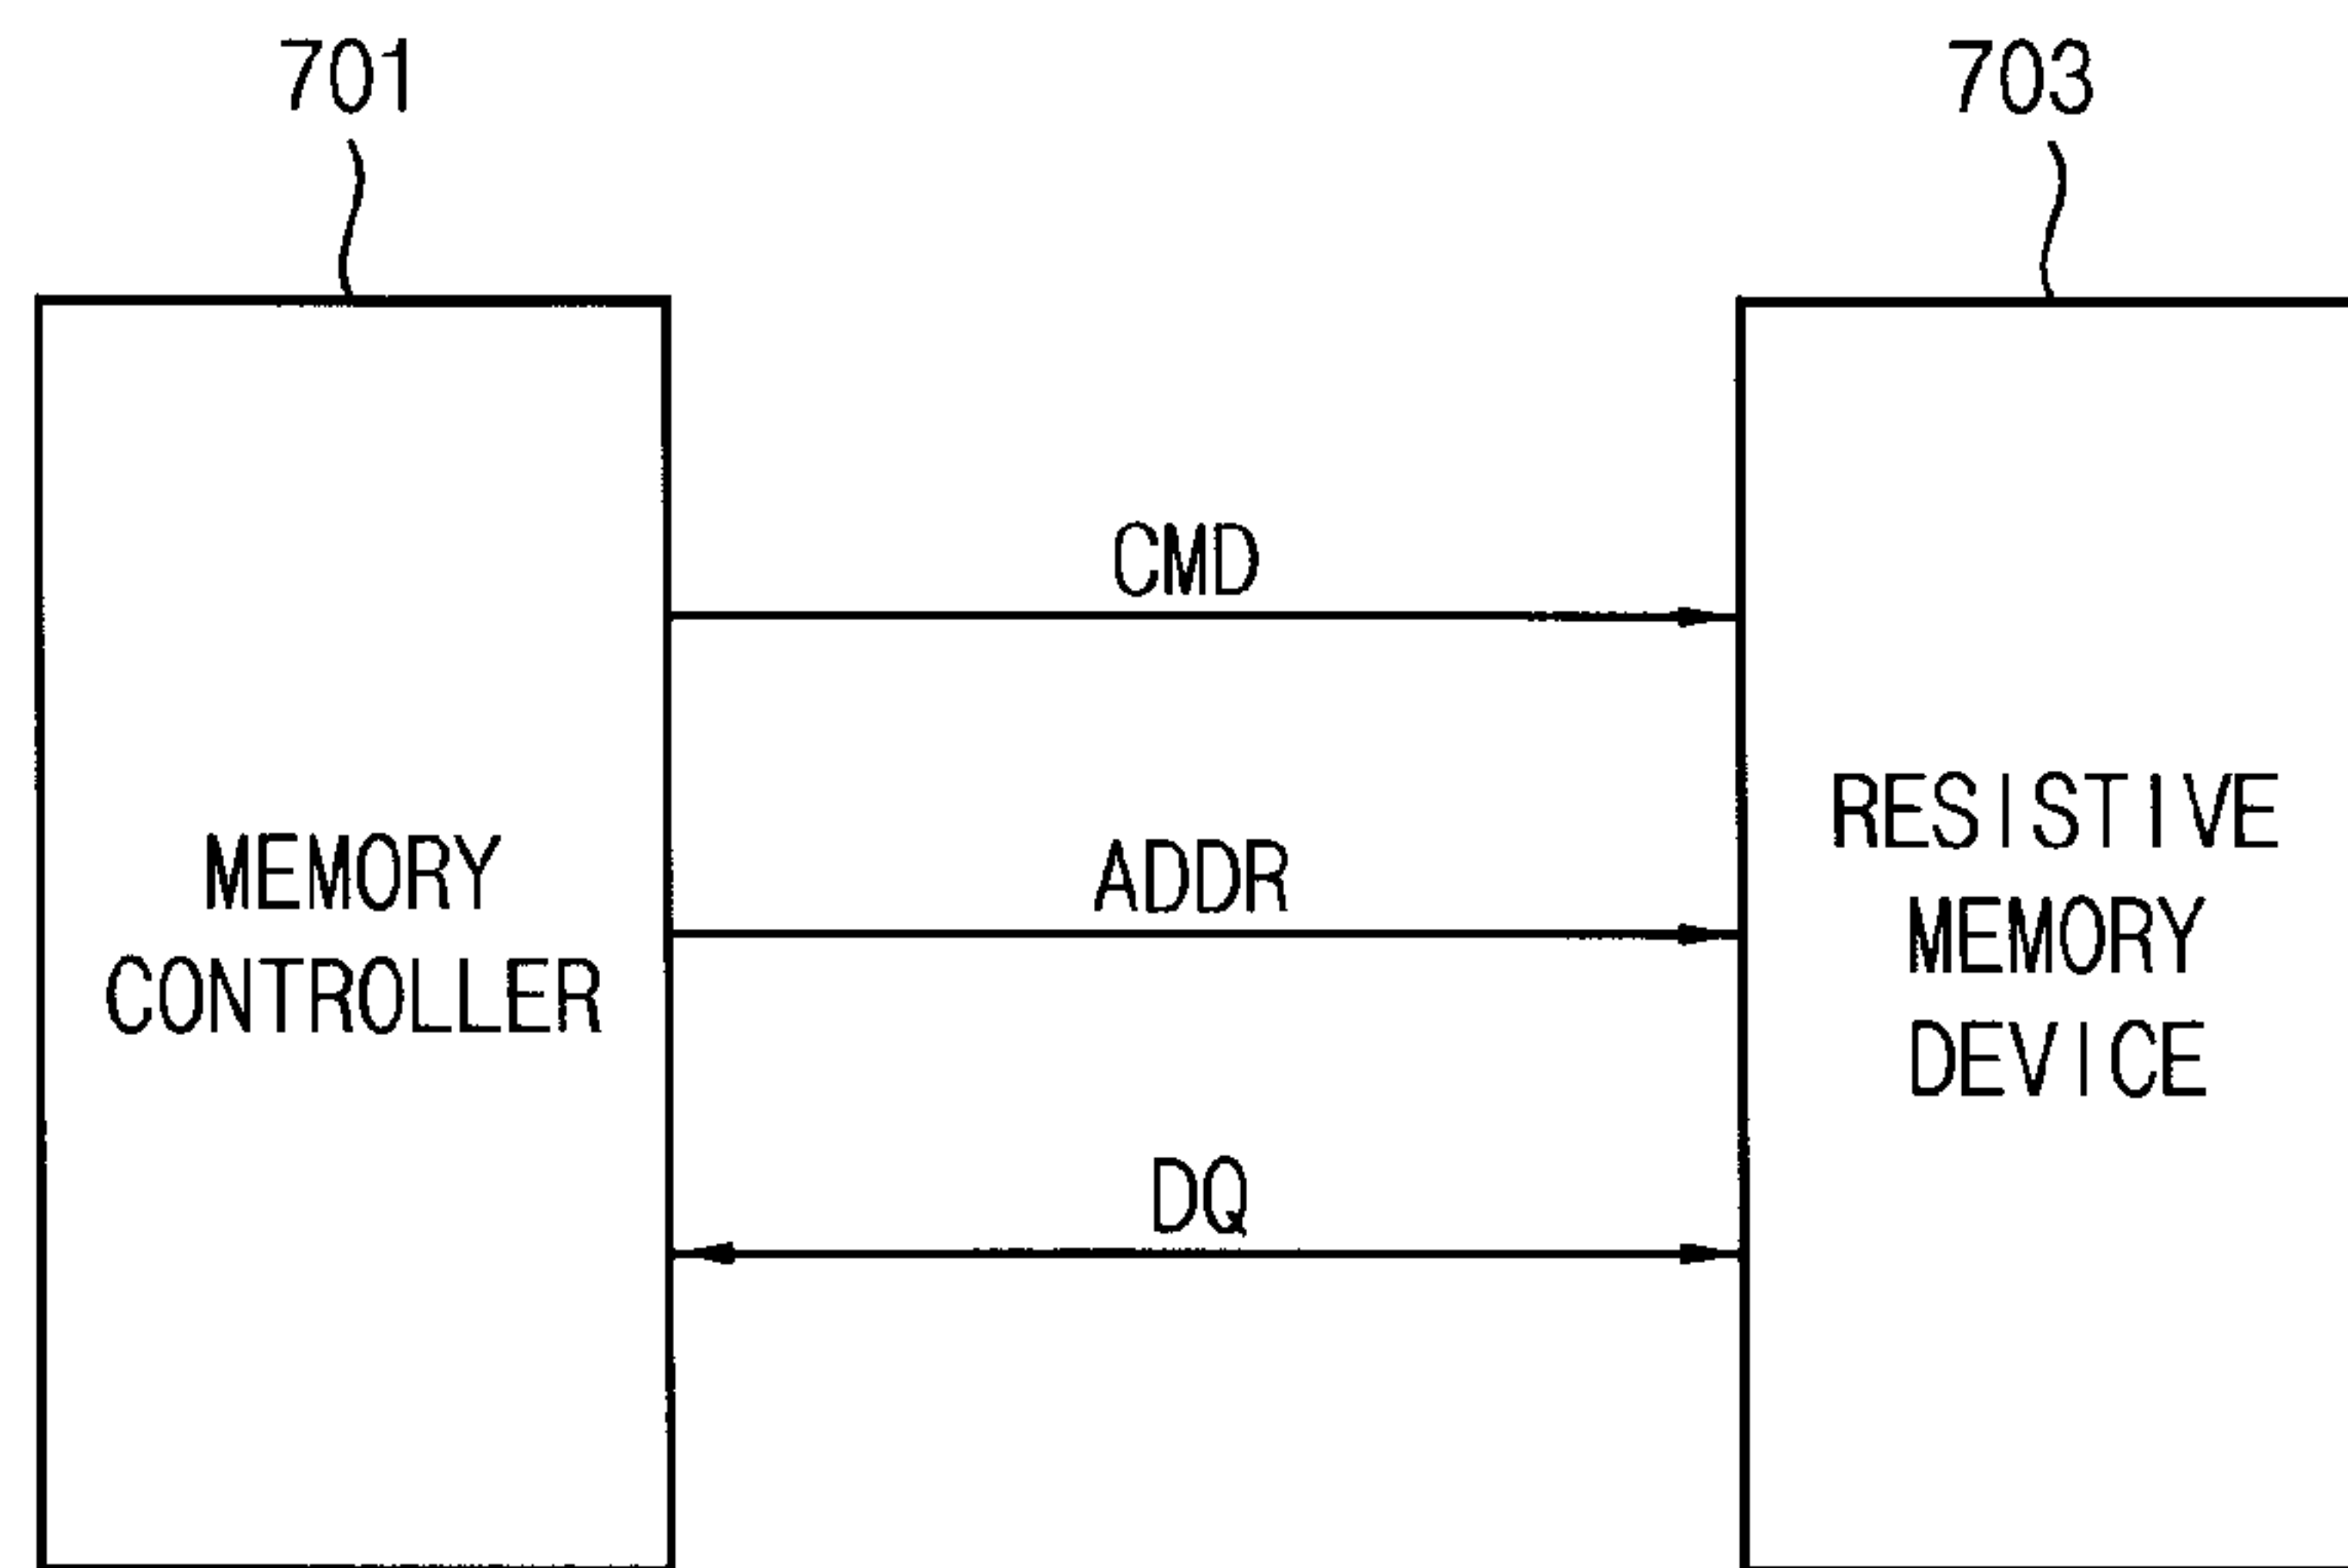 701
703
CMD
MEMORY
CONTROLLER
ADDR
RESISTIVE
MEMORY
DEVICE
DQ